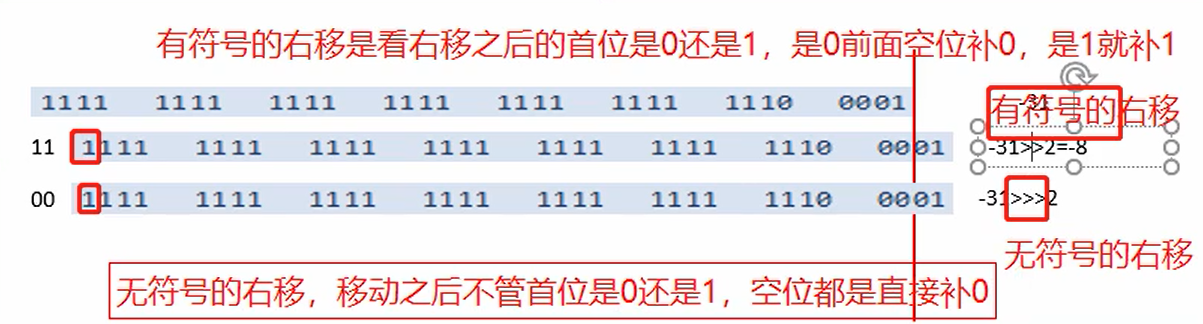 有符号的右移是看右移之后的首位是0还是1，是0前面空位补0，是1就补1
1111 1111 1111 1111 1111 1111 1110 0001
-31
有符号的右移
11 1111 1111 1111 1111 1111 1111 1110 0001 -31>>2=-8
00 1111 1111 1111 1111 1111 1111 1110 0001 -31>>>2
无符号的右移
无符号的右移，移动之后不管首位是0还是1，空位都是直接补0